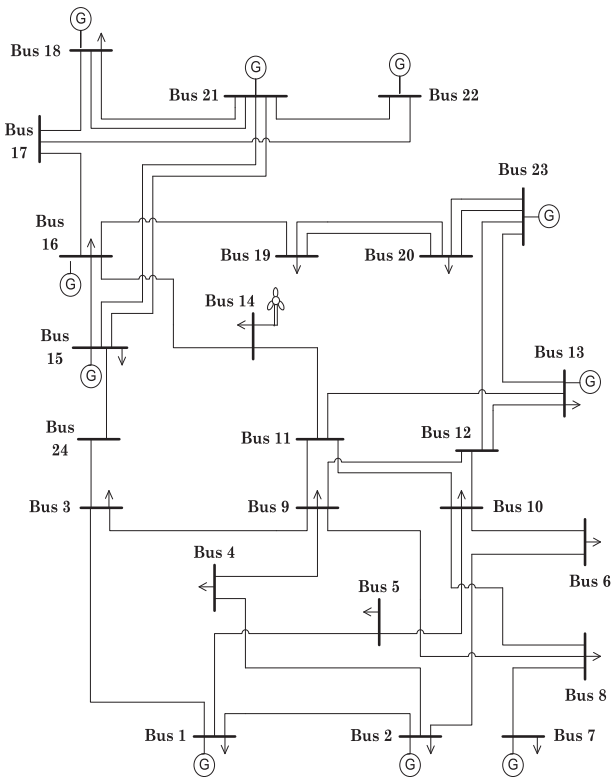 G
Bus 18
G
G
Bus 21
Bus 22
Bus
17
Bus 23
G
Bus
16
G
Bus 19
Bus 20
Bus 14
Bus
15
G
Bus 13
G
Bus
24
Bus 11
Bus 12
Bus 3
Bus 9
Bus 10
Bus 4
Bus 5
Bus 6
Bus 8
Bus 1
Bus 2
Bus 7
G
G
G